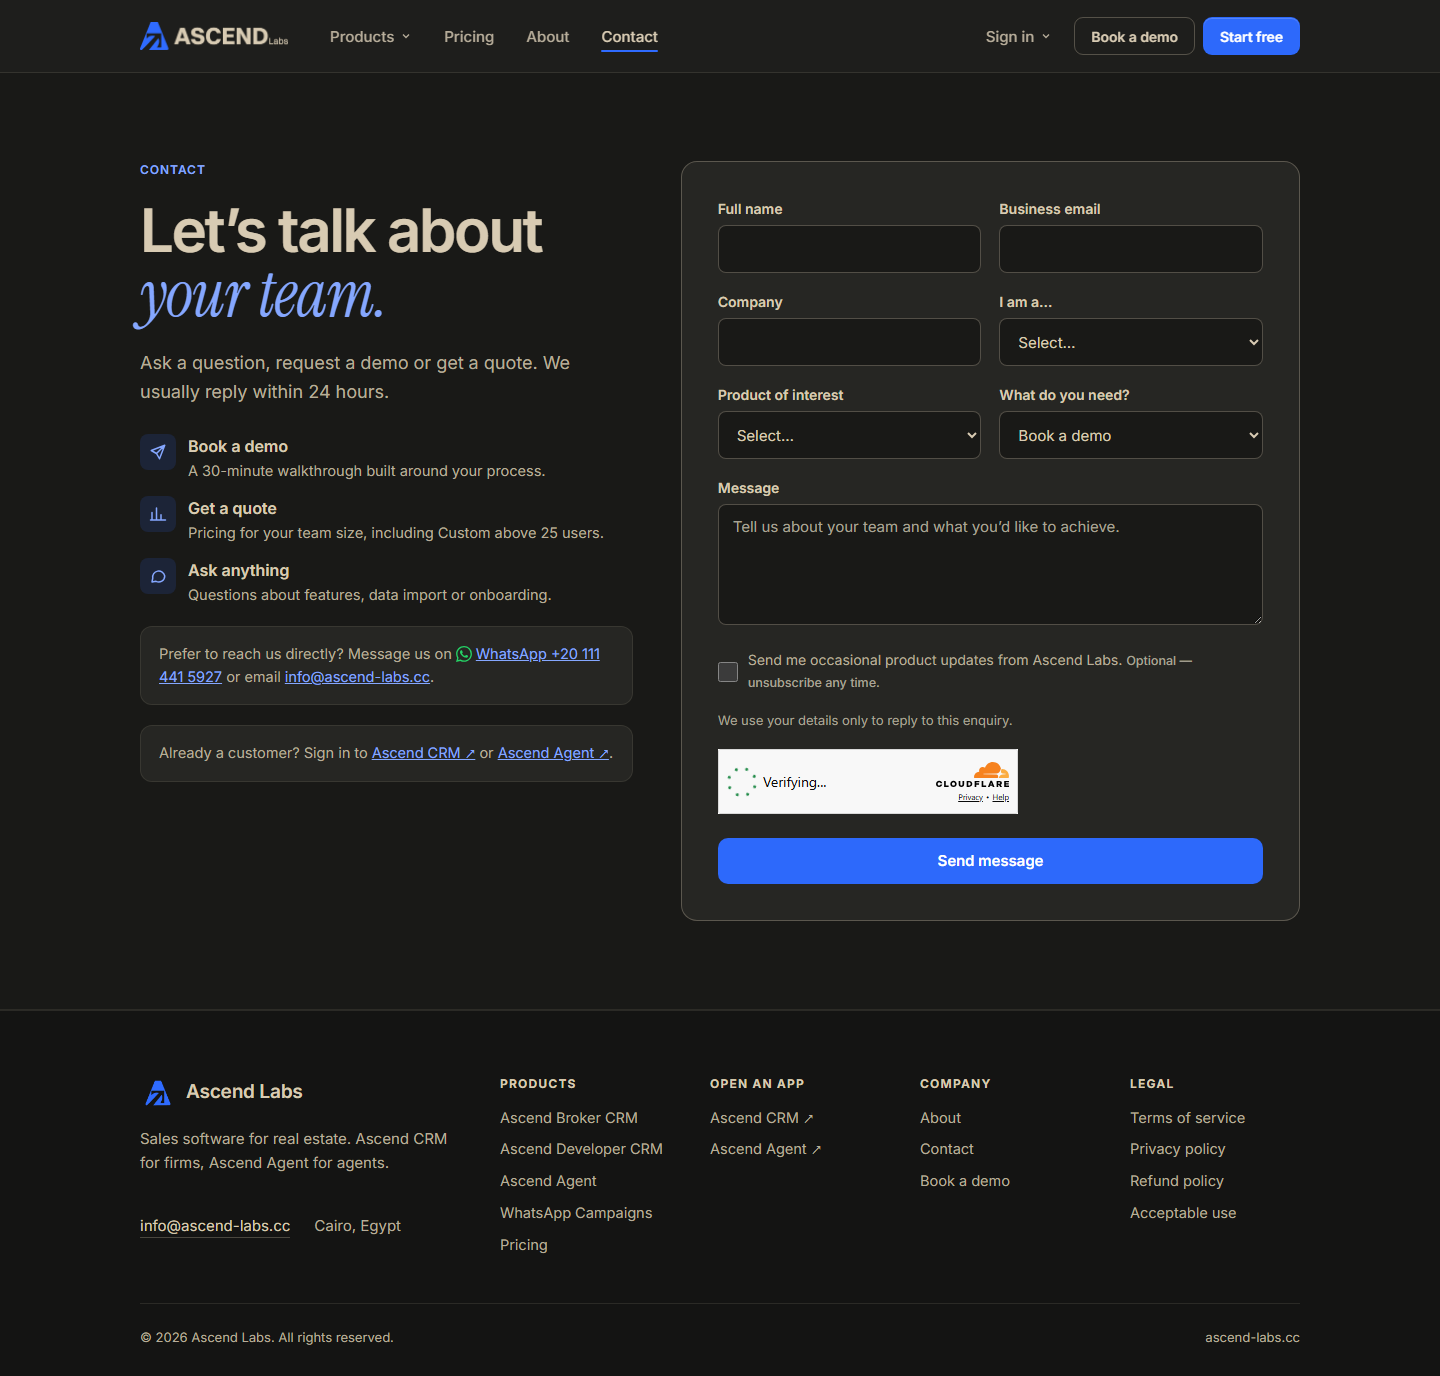 ASCEND Labs
Products
Pricing
About
Contact
Sign in
Book a demo
Start free
CONTACT
Let’s talk about
your team.
Ask a question, request a demo or get a quote. We
usually reply within 24 hours.
Book a demo
A 30-minute walkthrough built around your process.
Get a quote
Pricing for your team size, including Custom above 25 users.
Ask anything
Questions about features, data import or onboarding.
Prefer to reach us directly? Message us on WhatsApp +20 111
441 5927 or email info@ascend-labs.cc.
Already a customer? Sign in to Ascend CRM ↗ or Ascend Agent ↗.
Full name
Business email
Company
I am a...
Select...
Product of interest
What do you need?
Select...
Book a demo
Message
Tell us about your team and what you’d like to achieve.
Send me occasional product updates from Ascend Labs. Optional —
unsubscribe any time.
We use your details only to reply to this enquiry.
Verifying...
CLOUDFLARE
Privacy • Help
Send message
Ascend Labs
Sales software for real estate. Ascend CRM
for firms, Ascend Agent for agents.
info@ascend-labs.cc
Cairo, Egypt
PRODUCTS
Ascend Broker CRM
Ascend Developer CRM
Ascend Agent
WhatsApp Campaigns
Pricing
OPEN AN APP
Ascend CRM ↗
Ascend Agent ↗
COMPANY
About
Contact
Book a demo
LEGAL
Terms of service
Privacy policy
Refund policy
Acceptable use
© 2026 Ascend Labs. All rights reserved.
ascend-labs.cc